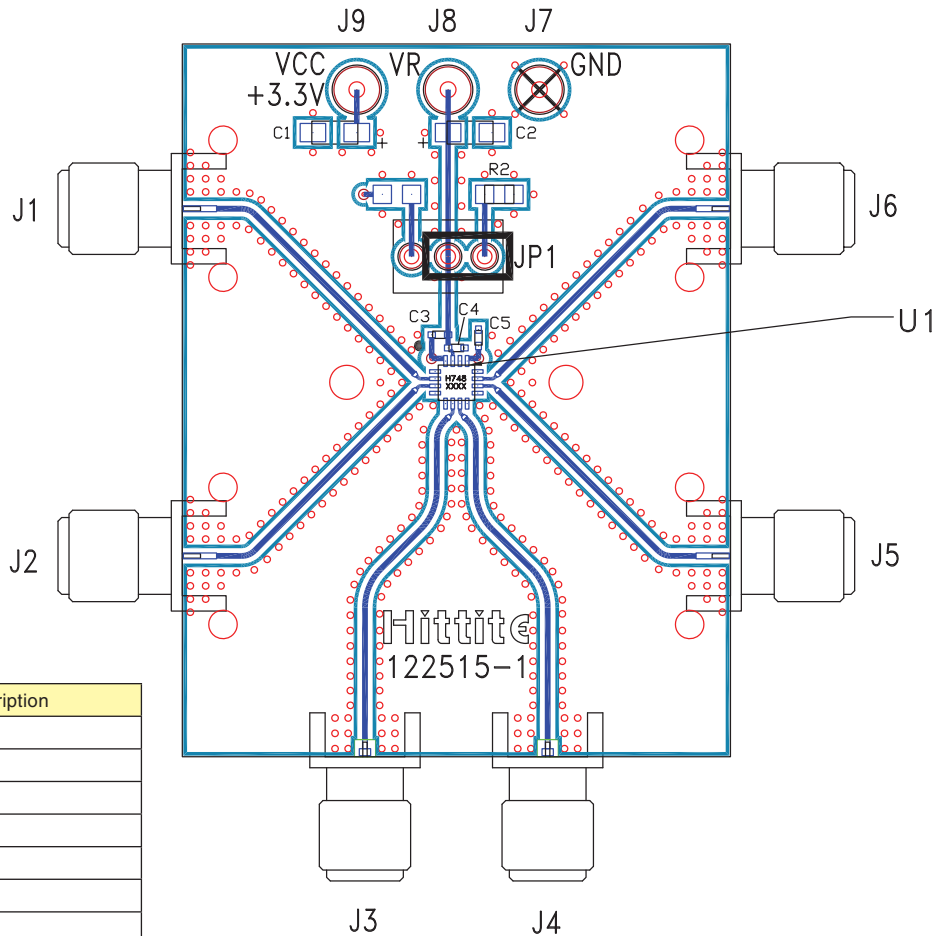 J9 J8 J7
VCC VR GND
+3.3V
C1 + + C2
R2
J1 J6
JP1
C3 C4 C5
U1
H748
XXXX
J2 J5
Hittite
122515-1
ription
J3 J4